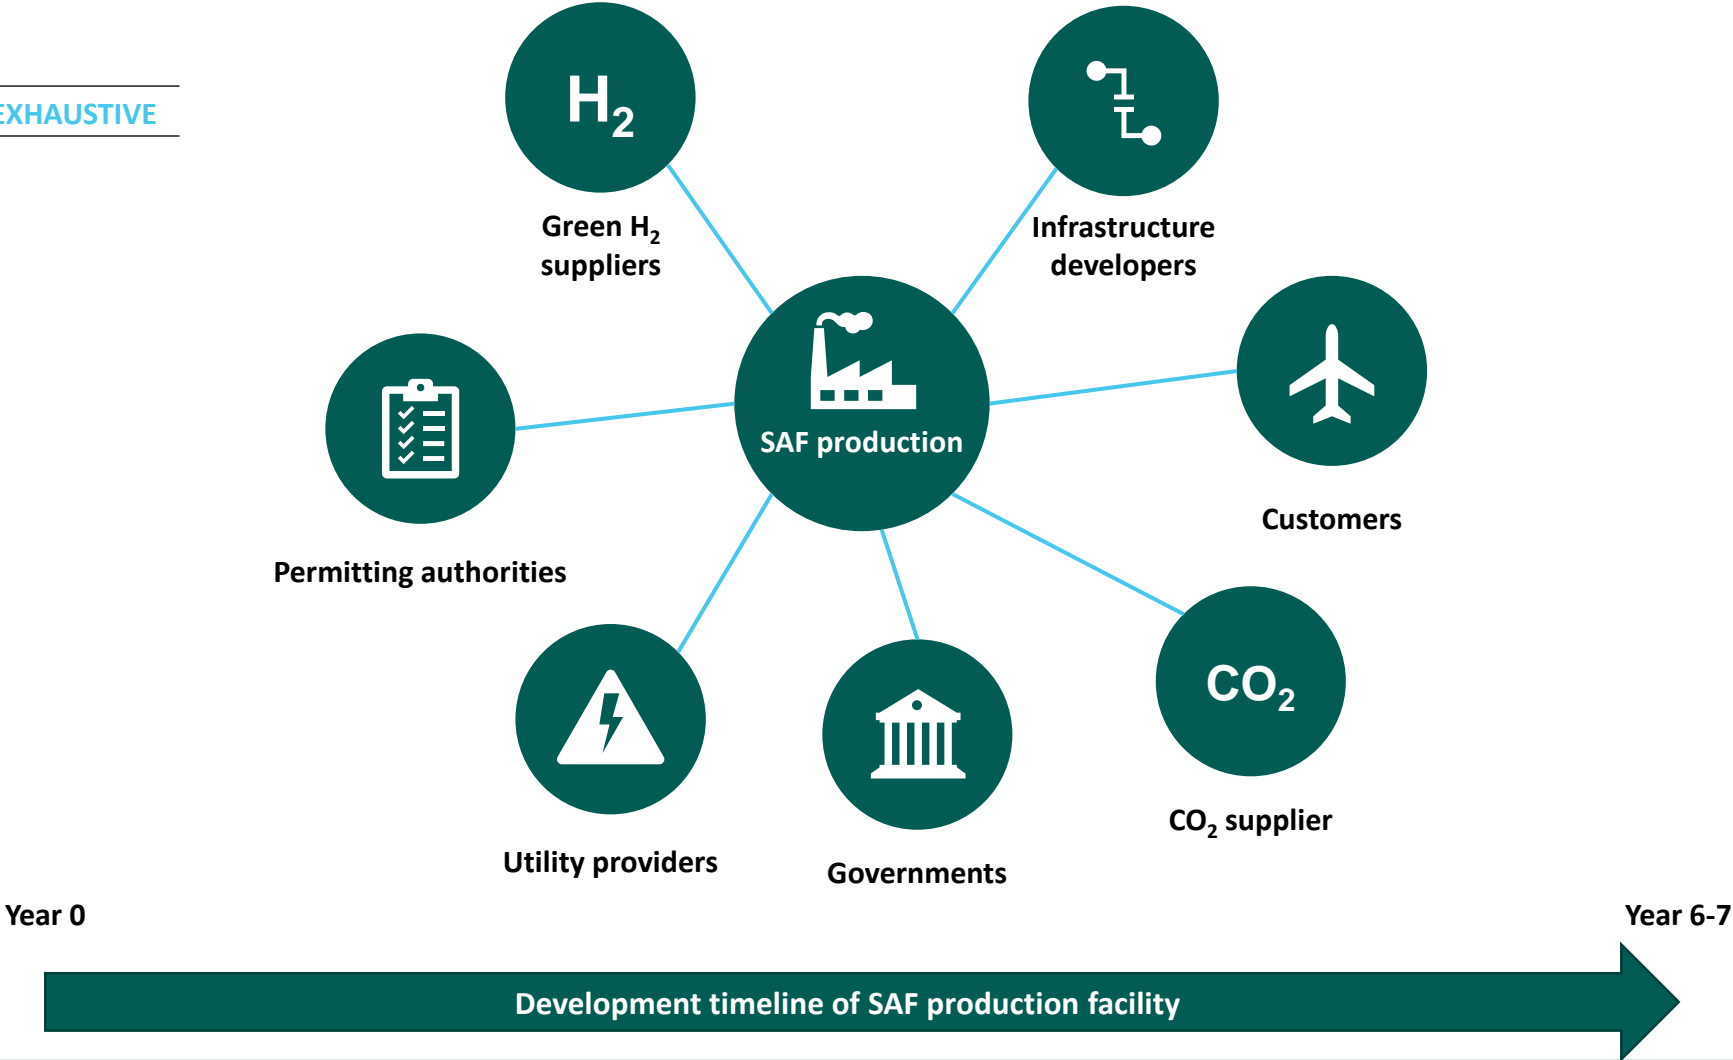 EXHAUSTIVE
H₂
Green H₂
suppliers
Infrastructure
developers
SAF production
Customers
Permitting authorities
CO₂
CO₂ supplier
Utility providers
Governments
Year 0
Year 6-7
Development timeline of SAF production facility